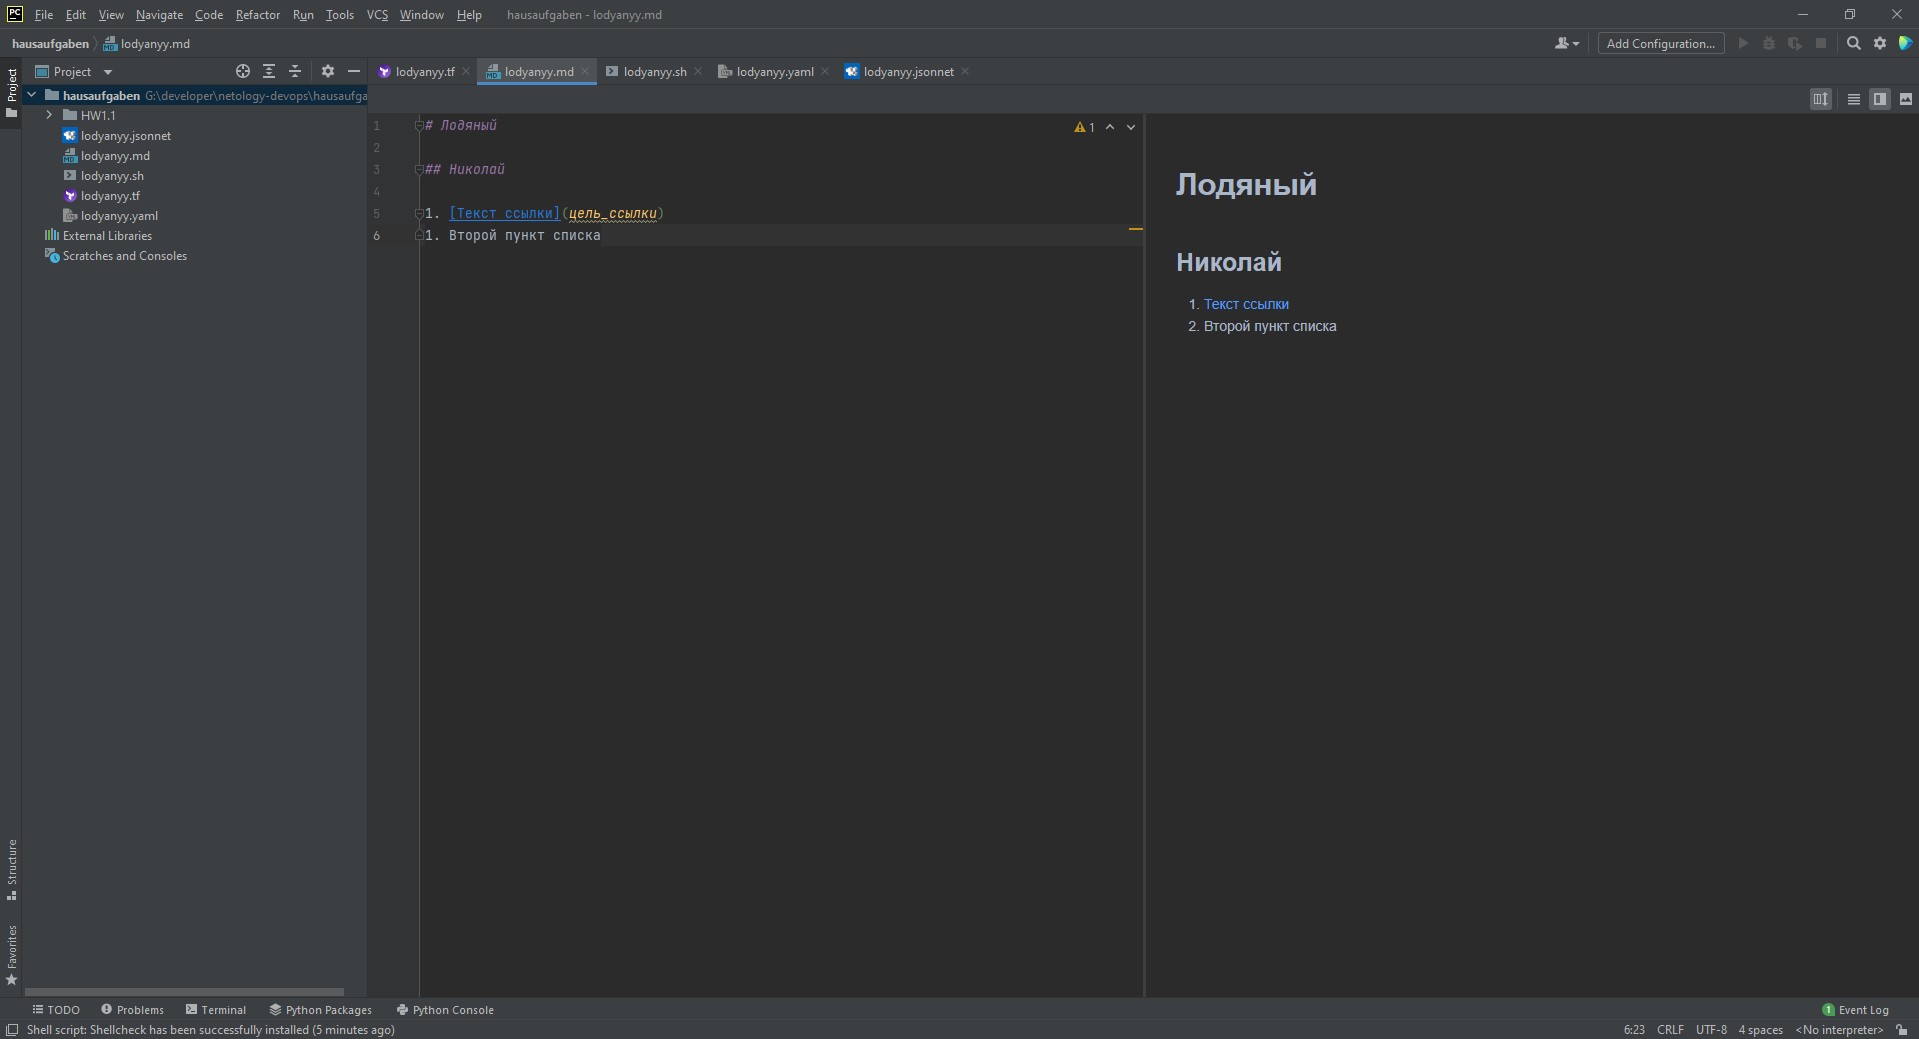 PC File Edit View Navigate Code Refactor Run Tools VCS Window Help hausaufgaben - lodyanyy.md
hausaufgaben lodyanyy.md Add Configuration...
Project
Project
lodyanyy.tf lodyanyy.md lodyanyy.sh lodyanyy.yaml lodyanyy.jsonnet
hausaufgaben G:\developer\netology-devops\hausaufga
HW1.1
lodyanyy.jsonnet
lodyanyy.md
lodyanyy.sh
lodyanyy.tf
lodyanyy.yaml
External Libraries
Scratches and Consoles
1 # Лодяный
2
3 ## Николай
4
5 1. [Текст ссылки](цель_ссылки)
6 1. Второй пункт списка
1
Лодяный
Николай
1. Текст ссылки
2. Второй пункт списка
Structure
Favorites
TODO Problems Terminal Python Packages Python Console 1 Event Log
Shell script: Shellcheck has been successfully installed (5 minutes ago) 6:23 CRLF UTF-8 4 spaces <No interpreter>